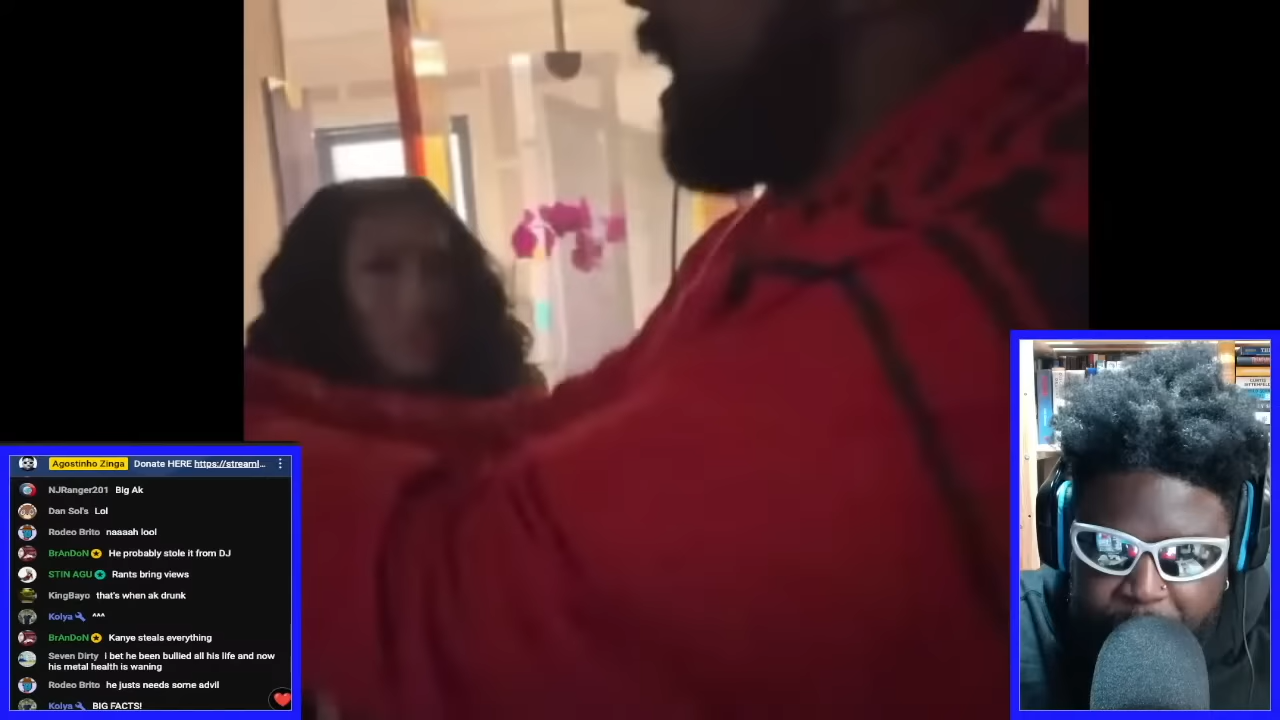 Agostinho Zinga Donate HERE https://streaml...
NJRanger201 Big Ak
Dan Sol's Lol
Rodeo Brito naaaah lool
BrAnDoN He probably stole it from DJ
STIN AGU Rants bring views
KingBayo that's when ak drunk
Kolya ^^^
BrAnDoN Kanye steals everything
Seven Dirty I bet he been bullied all his life and now
his metal health is waning
Rodeo Brito he justs needs some advil
Kolya BIG FACTS!